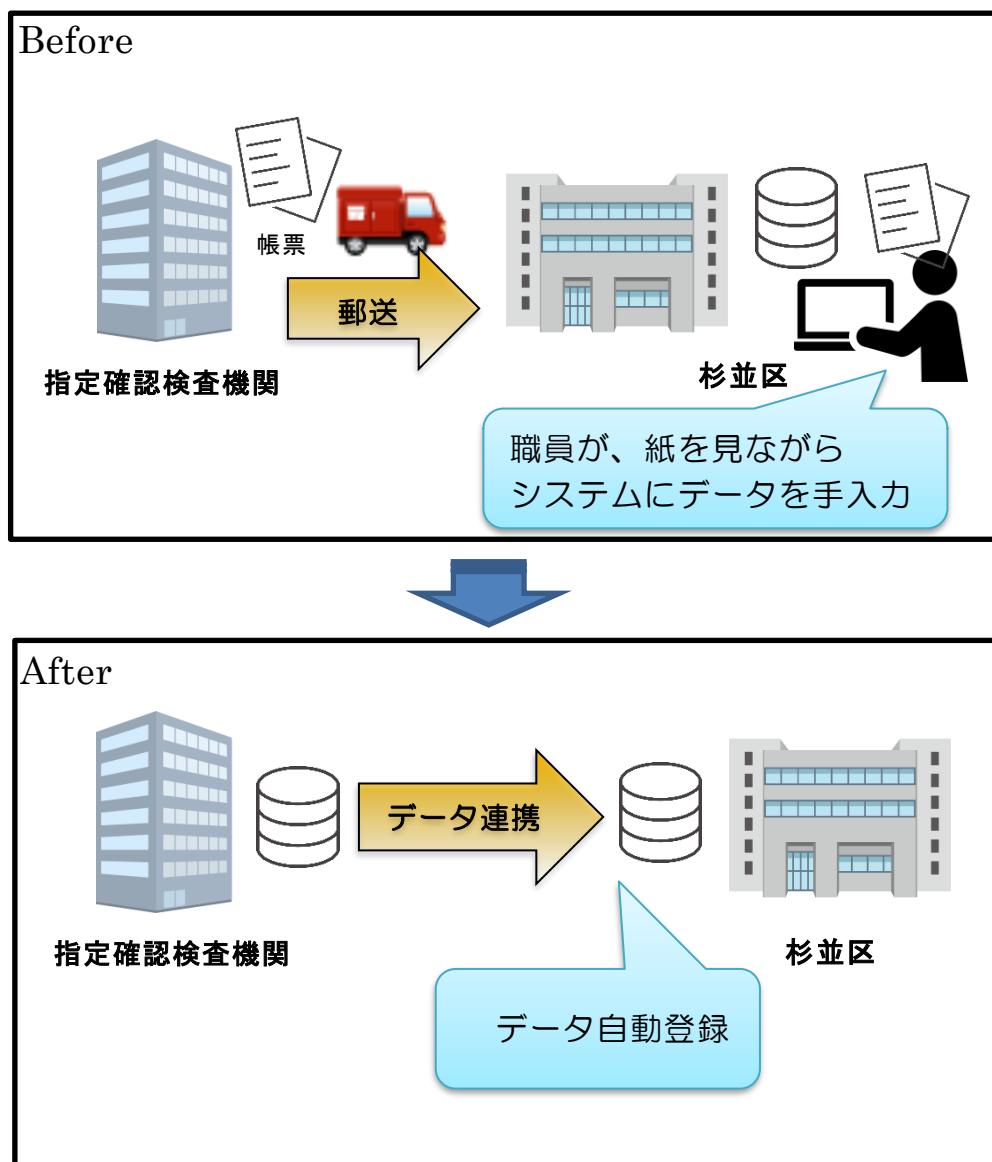 Before
帳票
郵送
指定確認検査機関
杉並区
職員が、紙を見ながら
システムにデータを手入力
After
データ連携
指定確認検査機関
杉並区
データ自動登録